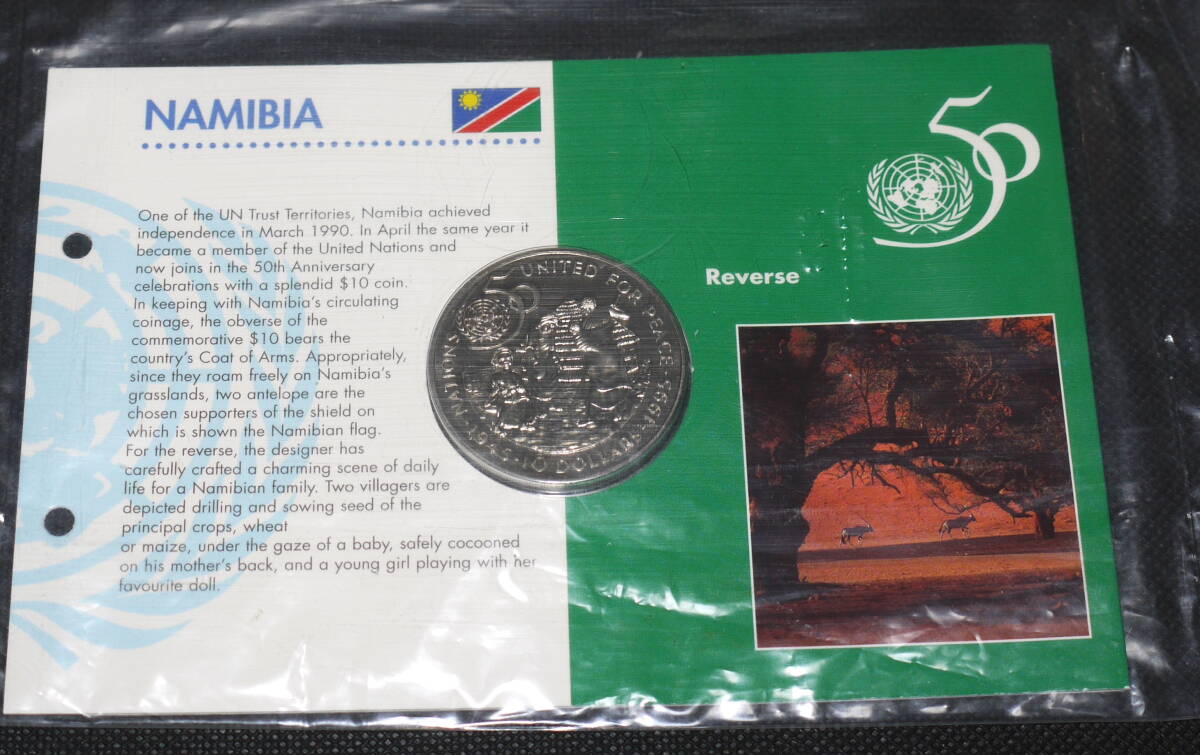 NAMIBIA
One of the UN Trust Territories, Namibia achieved
independence in March 1990. In April the same year it
became a member of the United Nations and
now joins in the 50th Anniversary
celebrations with a splendid $10 coin.
In keeping with Namibia's circulating
coinage, the obverse of the
commemorative $10 bears the
country's Coat of Arms. Appropriately,
since they roam freely on Namibia's
grasslands, two antelope are the
chosen supporters of the shield on
which is shown the Namibian flag.
For the reverse, the designer has
carefully crafted a charming scene of daily
life for a Namibian family. Two villagers are
depicted drilling and sowing seed of the
principal crops, wheat
or maize, under the gaze of a baby, safely cocooned
on his mother's back, and a young girl playing with her
favourite doll.
50
NATIONS UNITED FOR PEACE
1945-1995
10 DOLLARS
50
Reverse